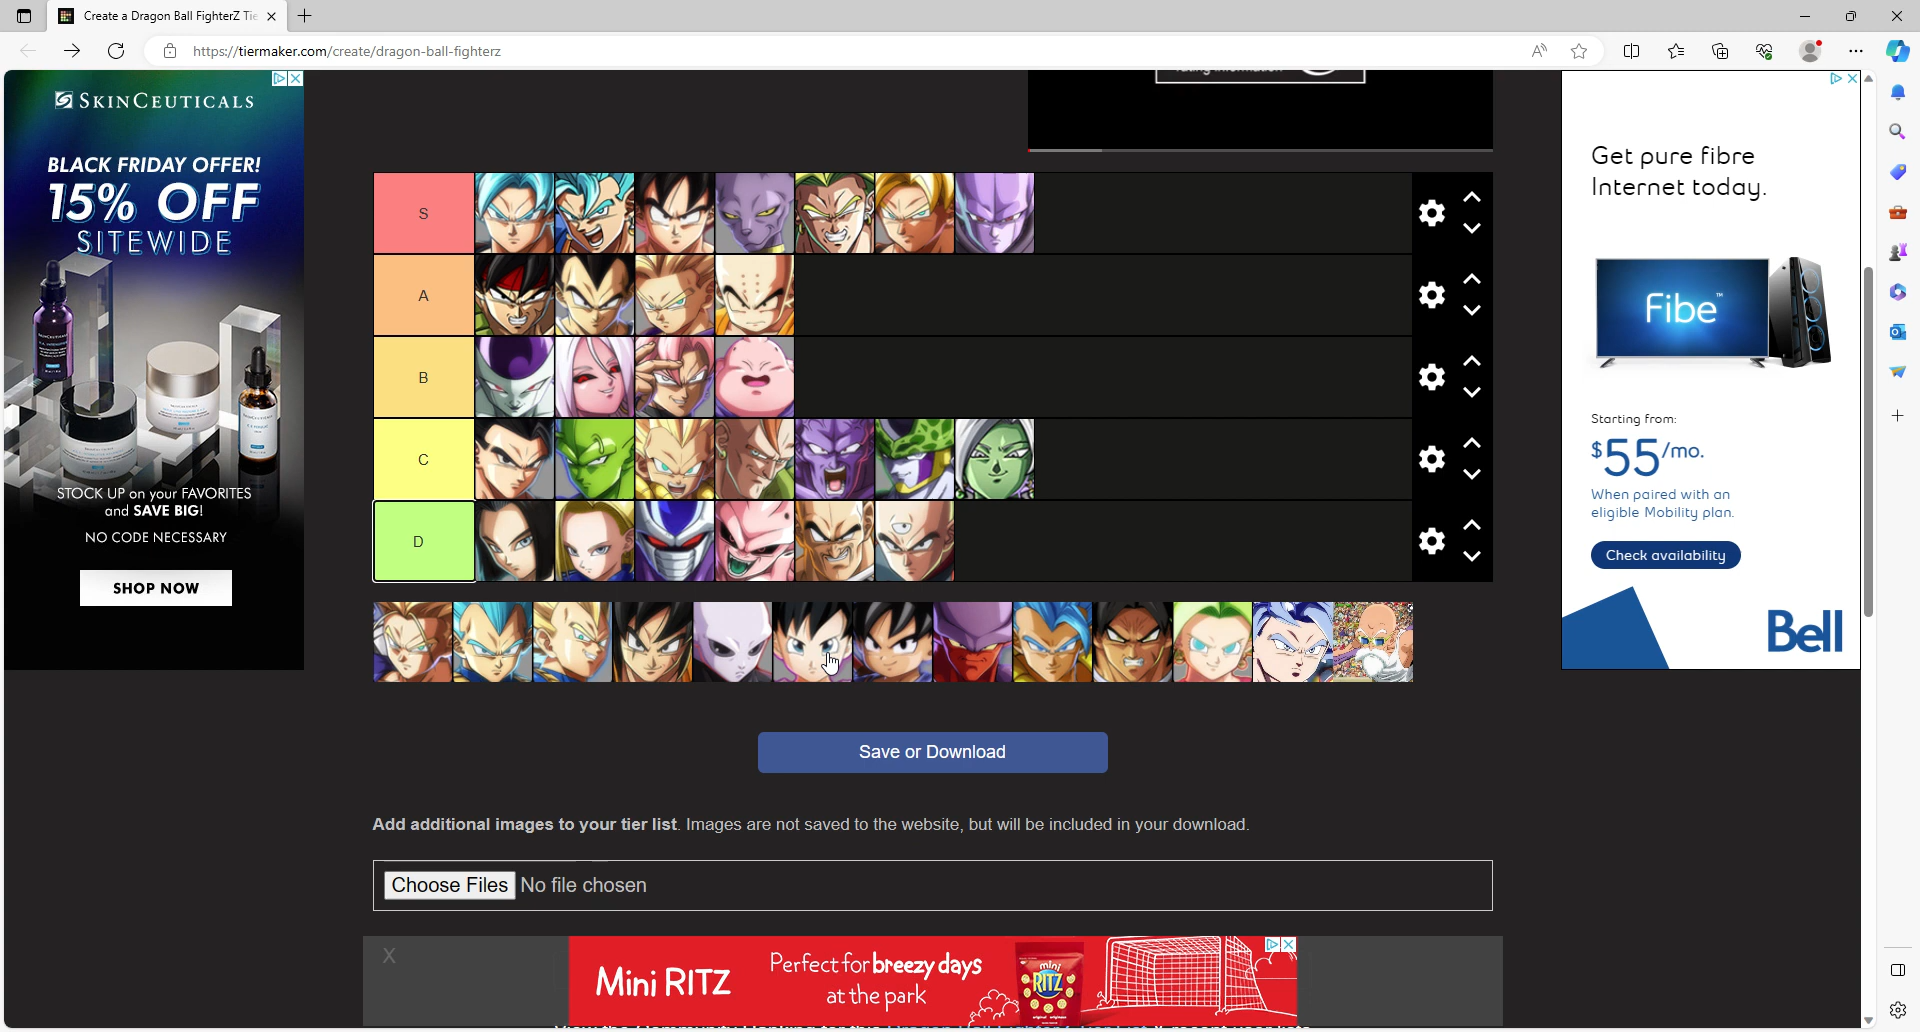 Create a Dragon Ball FighterZ Tie
https://tiermaker.com/create/dragon-ball-fighterz
SKINCEUTICALS
BLACK FRIDAY OFFER!
15% OFF
SITEWIDE
STOCK UP on your FAVORITES
and SAVE BIG!
NO CODE NECESSARY
SHOP NOW
S
A
B
C
D
Save or Download
Add additional images to your tier list. Images are not saved to the website, but will be included in your download.
Choose Files No file chosen
X
Mini RITZ
Perfect for breezy days
at the park
mini
RITZ
Get pure fibre
Internet today.
Fibe™
Starting from:
$55/mo.
When paired with an
eligible Mobility plan.
Check availability
Bell